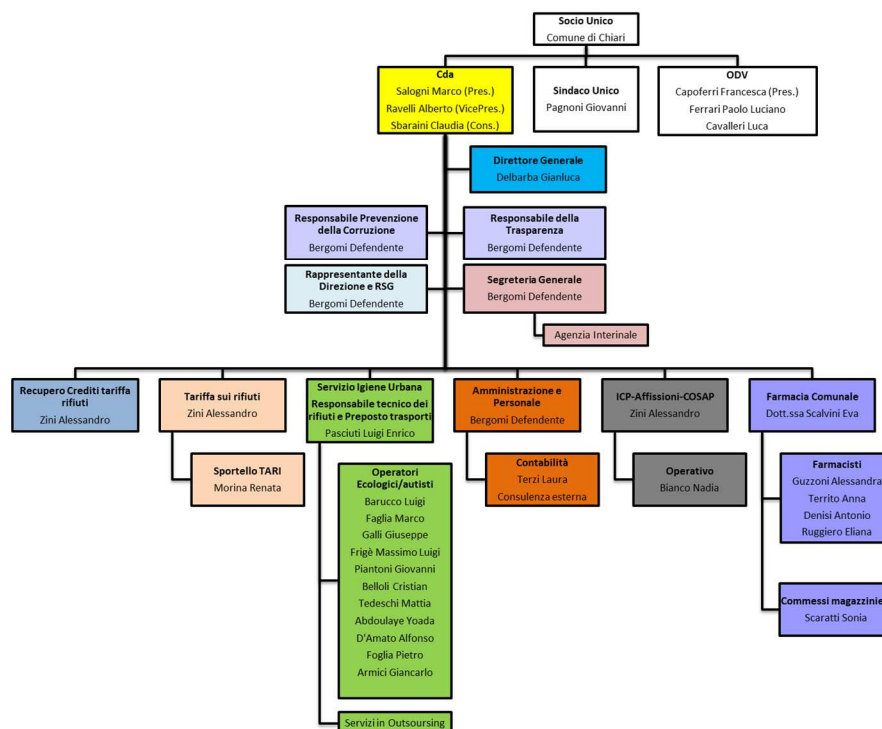 Socio Unico
Comune di Chiari
Cda
Salogni Marco (Pres.)
Ravelli Alberto (VicePres.)
Sbaraini Claudia (Cons.)
Sindaco Unico
Pagnoni Giovanni
ODV
Capoferri Francesca (Pres.)
Ferrari Paolo Luciano
Cavalleri Luca
Direttore Generale
Delbarba Gianluca
Responsabile Prevenzione
della Corruzione
Bergomi Defendente
Responsabile della
Trasparenza
Bergomi Defendente
Rappresentante della
Direzione e RSG
Bergomi Defendente
Segreteria Generale
Bergomi Defendente
Agenzia Interinale
Recupero Crediti tariffa
rifiuti
Zini Alessandro
Tariffa sui rifiuti
Zini Alessandro
Sportello TARI
Morina Renata
Servizio Igiene Urbana
Responsabile tecnico dei
rifiuti e Preposto trasporti
Pasciuti Luigi Enrico
Operatori
Ecologici/autisti
Barucco Luigi
Faglia Marco
Galli Giuseppe
Frigè Massimo Luigi
Piantoni Giovanni
Belloli Cristian
Tedeschi Mattia
Abdoulaye Yoada
D'Amato Alfonso
Foglia Pietro
Armici Giancarlo
Servizi in Outsoursing
Amministrazione e
Personale
Bergomi Defendente
Contabilità
Terzi Laura
Consulenza esterna
ICP-Affissioni-COSAP
Zini Alessandro
Operativo
Bianco Nadia
Farmacia Comunale
Dott.ssa Scalvini Eva
Farmacisti
Guzzoni Alessandra
Territo Anna
Denisi Antonio
Ruggiero Eliana
Commessi magazzinie
Scaratti Sonia